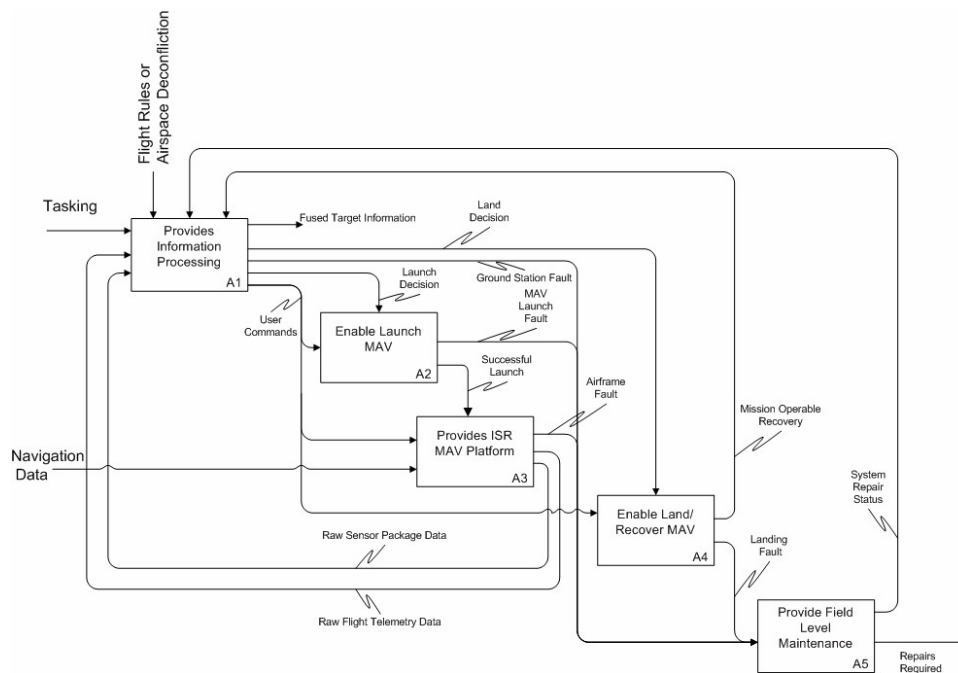 Flight Rules or
Airspace Deconfliction
Tasking
Provides
Information
Processing
A1
Fused Target Information
Land
Decision
Ground Station Fault
Launch
Decision
MAV
Launch
Fault
User
Commands
Enable Launch
MAV
A2
Successful
Launch
Airframe
Fault
Mission Operable
Recovery
Provides ISR
MAV Platform
A3
Navigation
Data
System
Repair
Status
Enable Land/
Recover MAV
A4
Raw Sensor Package Data
Landing
Fault
Raw Flight Telemetry Data
Provide Field
Level
Maintenance
A5
Repairs
Required